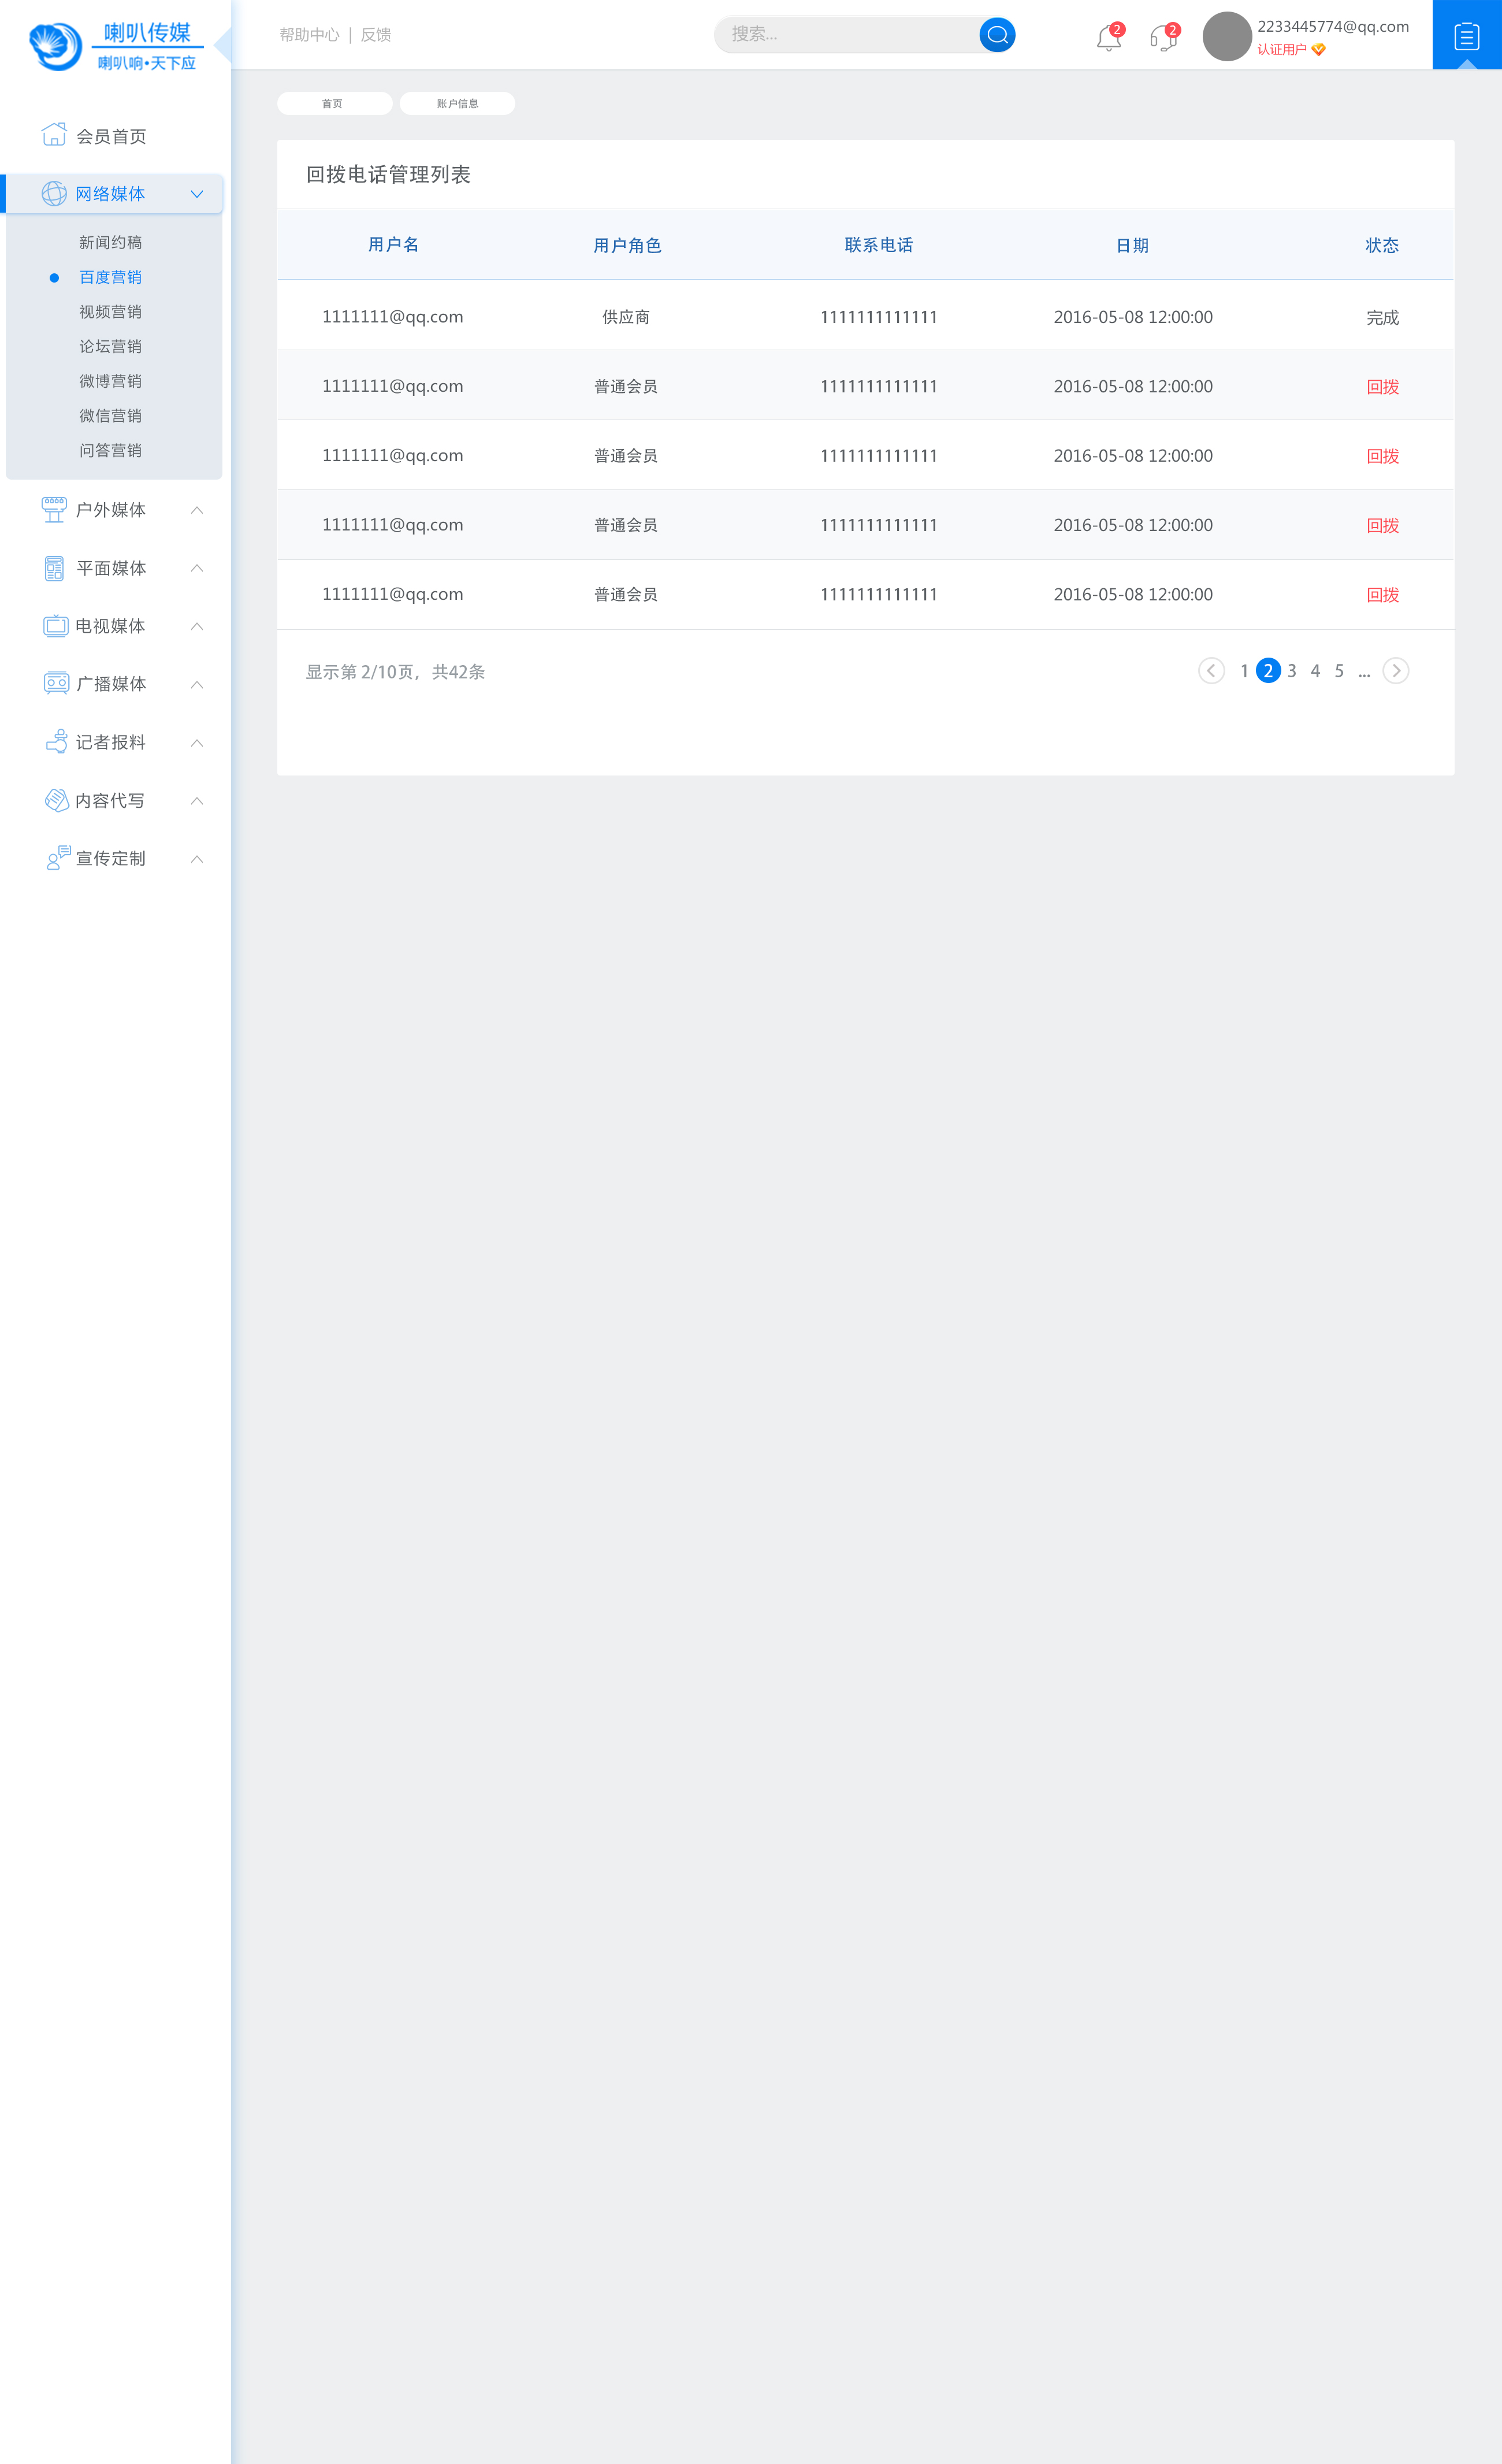 喇叭传媒
喇叭响•天下应
帮助中心 | 反馈
搜索...
2
2
2233445774@qq.com
认证用户
首页 账户信息
会员首页
网络媒体
新闻约稿
百度营销
视频营销
论坛营销
微博营销
微信营销
问答营销
户外媒体
平面媒体
电视媒体
广播媒体
记者报料
内容代写
宣传定制
回拨电话管理列表
用户名 用户角色 联系电话 日期 状态
1111111@qq.com 供应商 1111111111111 2016-05-08 12:00:00 完成
1111111@qq.com 普通会员 1111111111111 2016-05-08 12:00:00 回拨
1111111@qq.com 普通会员 1111111111111 2016-05-08 12:00:00 回拨
1111111@qq.com 普通会员 1111111111111 2016-05-08 12:00:00 回拨
1111111@qq.com 普通会员 1111111111111 2016-05-08 12:00:00 回拨
显示第 2/10页，共42条 1 2 3 4 5 ...